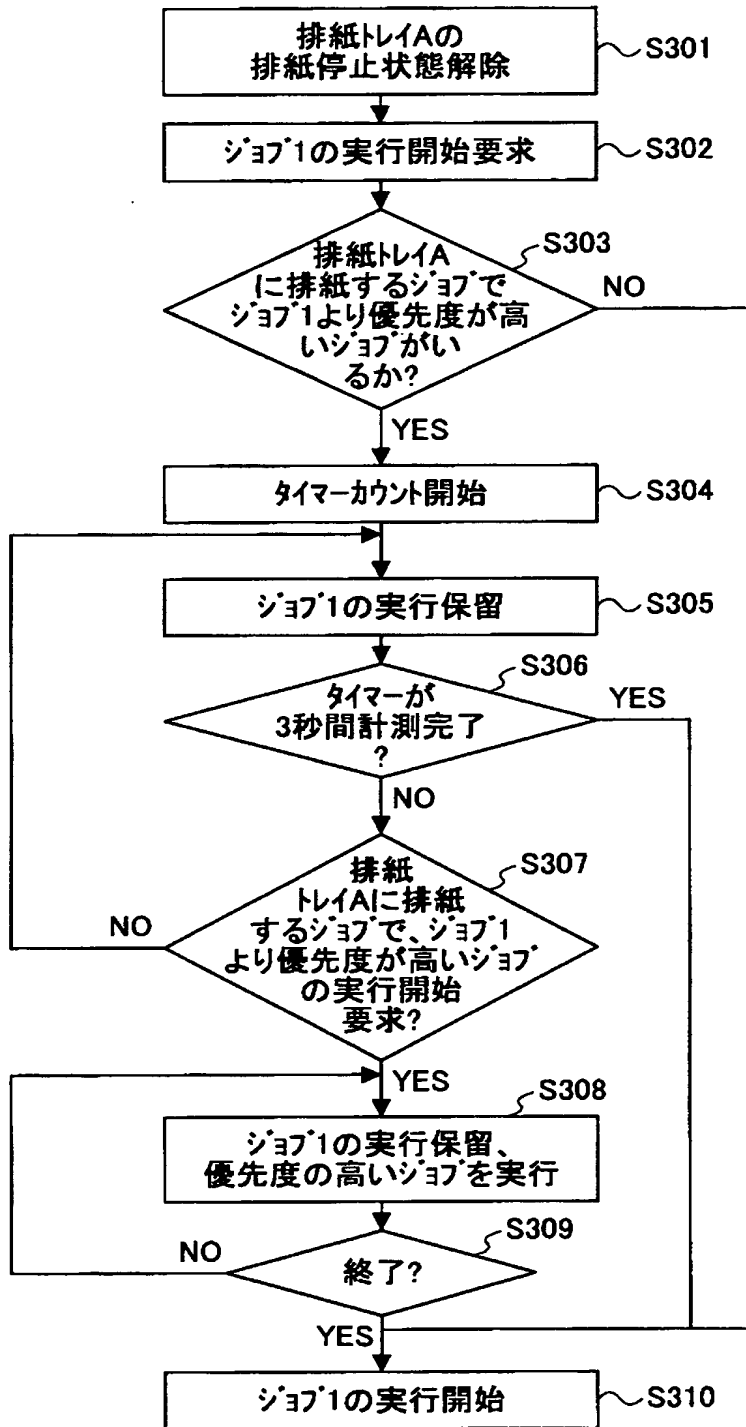 排紙トレイAの
排紙停止状態解除
S301
ジョブ1の実行開始要求
S302
排紙トレイA
に排紙するジョブで
ジョブ1より優先度が高
いジョブがい
るか?
S303
NO
YES
タイマーカウント開始
S304
ジョブ1の実行保留
S305
タイマーが
3秒間計測完了
?
S306
YES
NO
排紙
トレイAに排紙
するジョブで、ジョブ1
より優先度が高いジョブ
の実行開始
要求?
S307
NO
YES
ジョブ1の実行保留、
優先度の高いジョブを実行
S308
終了?
S309
NO
YES
ジョブ1の実行開始
S310